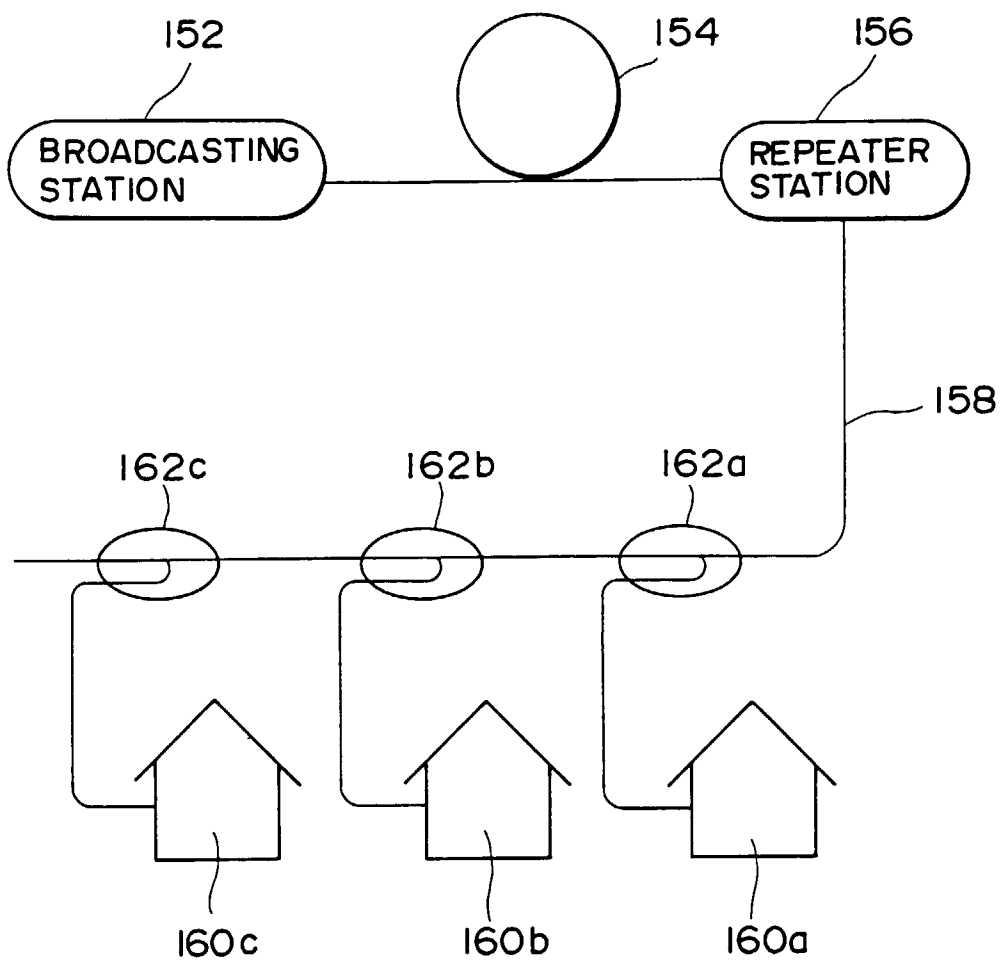 152
154
156
BROADCASTING
STATION
REPEATER
STATION
158
162c
162b
162a
160c
160b
160a